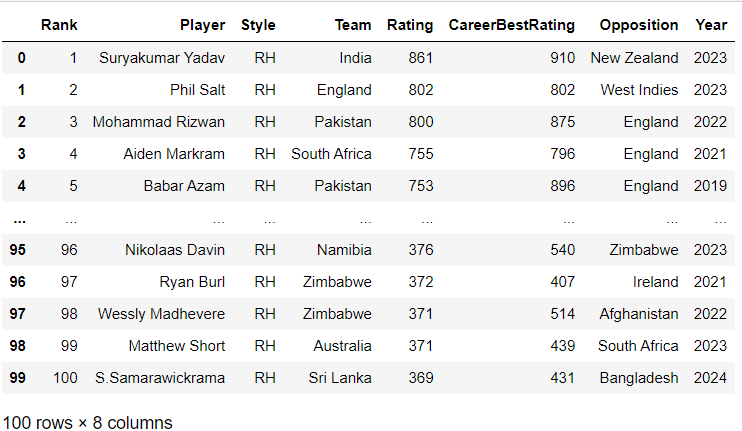 Rank Player Style Team Rating CareerBestRating Opposition Year
0 1 Suryakumar Yadav RH India 861 910 New Zealand 2023
1 2 Phil Salt RH England 802 802 West Indies 2023
2 3 Mohammad Rizwan RH Pakistan 800 875 England 2022
3 4 Aiden Markram RH South Africa 755 796 England 2021
4 5 Babar Azam RH Pakistan 753 896 England 2019
... ... ... ... ... ... ... ... ...
95 96 Nikolaas Davin RH Namibia 376 540 Zimbabwe 2023
96 97 Ryan Burl RH Zimbabwe 372 407 Ireland 2021
97 98 Wessly Madhevere RH Zimbabwe 371 514 Afghanistan 2022
98 99 Matthew Short RH Australia 371 439 South Africa 2023
99 100 S.Samarawickrama RH Sri Lanka 369 431 Bangladesh 2024
100 rows × 8 columns